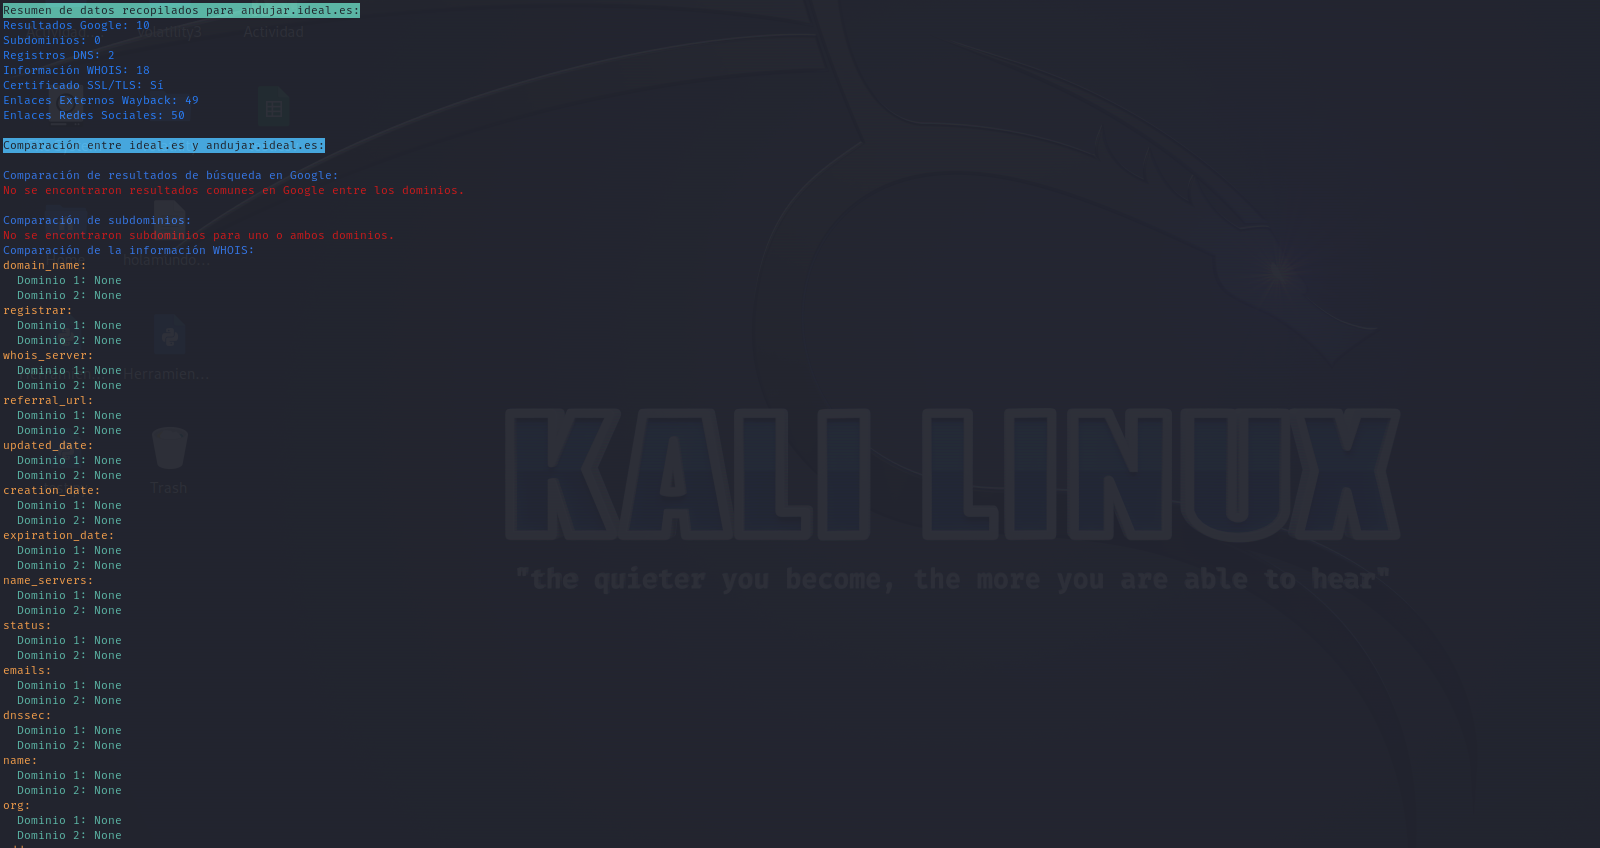 Resumen de datos recopilados para andujar.ideal.es:
Resultados Google: 10
Subdominios: 0
Registros DNS: 2
Información WHOIS: 18
Certificado SSL/TLS: Sí
Enlaces Externos Wayback: 49
Enlaces Redes Sociales: 50
Comparación entre ideal.es y andujar.ideal.es:
Comparación de resultados de búsqueda en Google:
No se encontraron resultados comunes en Google entre los dominios.
Comparación de subdominios:
No se encontraron subdominios para uno o ambos dominios.
Comparación de la información WHOIS:
domain_name:
Dominio 1: None
Dominio 2: None
registrar:
Dominio 1: None
Dominio 2: None
whois_server:
Dominio 1: None
Dominio 2: None
referral_url:
Dominio 1: None
Dominio 2: None
updated_date:
Dominio 1: None
Dominio 2: None
creation_date:
Dominio 1: None
Dominio 2: None
expiration_date:
Dominio 1: None
Dominio 2: None
name_servers:
Dominio 1: None
Dominio 2: None
status:
Dominio 1: None
Dominio 2: None
emails:
Dominio 1: None
Dominio 2: None
dnssec:
Dominio 1: None
Dominio 2: None
name:
Dominio 1: None
Dominio 2: None
org:
Dominio 1: None
Dominio 2: None
Actividad
Herramien...
Trash
KALI LINUX
"the quieter you become, the more you are able to hear"